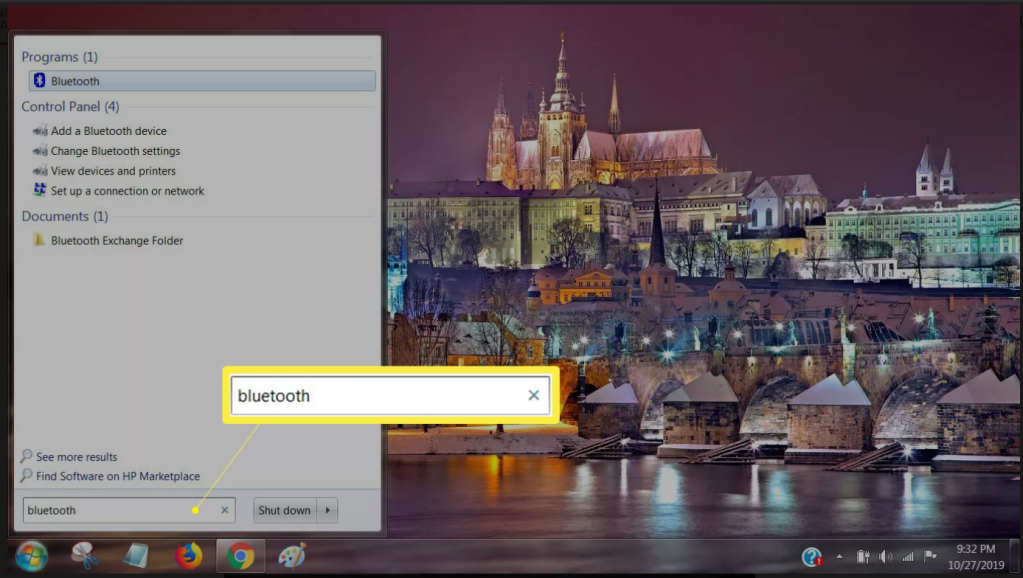 Programs (1)
Bluetooth
Control Panel (4)
Add a Bluetooth device
Change Bluetooth settings
View devices and printers
Set up a connection or network
Documents (1)
Bluetooth Exchange Folder
bluetooth
See more results
Find Software on HP Marketplace
bluetooth
Shut down
9:32 PM
10/27/2019